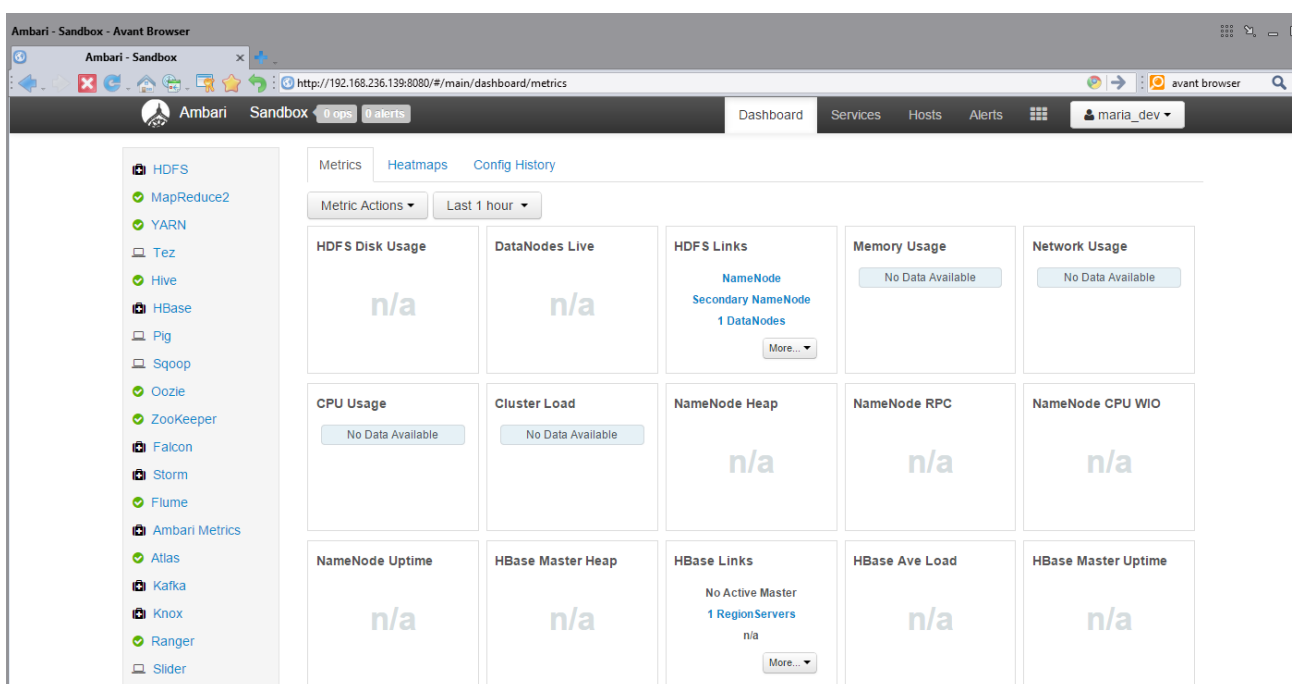 Ambari - Sandbox - Avant Browser
Ambari - Sandbox
http://192.168.236.139:8080/#/main/dashboard/metrics
avant browser
Ambari Sandbox 0 ops 0 alerts Dashboard Services Hosts Alerts maria_dev
HDFS
MapReduce2
YARN
Tez
Hive
HBase
Pig
Sqoop
Oozie
ZooKeeper
Falcon
Storm
Flume
Ambari Metrics
Atlas
Kafka
Knox
Ranger
Slider
Metrics Heatmaps Config History
Metric Actions Last 1 hour
HDFS Disk Usage
n/a
DataNodes Live
n/a
HDFS Links
NameNode
Secondary NameNode
1 DataNodes
More...
Memory Usage
No Data Available
Network Usage
No Data Available
CPU Usage
No Data Available
Cluster Load
No Data Available
NameNode Heap
n/a
NameNode RPC
n/a
NameNode CPU WIO
n/a
NameNode Uptime
n/a
HBase Master Heap
n/a
HBase Links
No Active Master
1 RegionServers
n/a
More...
HBase Ave Load
n/a
HBase Master Uptime
n/a